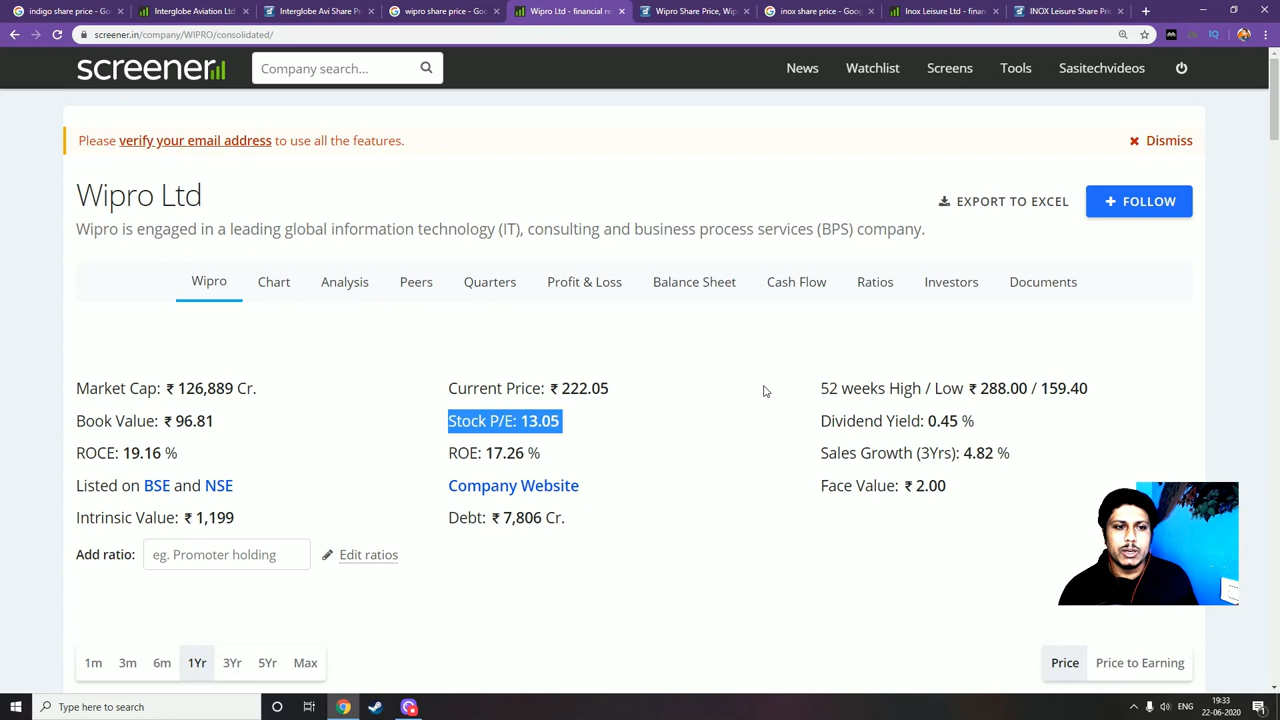 indigo share price - Goog
Interglobe Aviation Ltd
Interglobe Avi Share Pr
wipro share price - Goo
Wipro Ltd - financial re
Wipro Share Price, Wip
inox share price - Goog
Inox Leisure Ltd - finan
INOX Leisure Share Pric
screener.in/company/WIPRO/consolidated/
screener
Company search...
News
Watchlist
Screens
Tools
Sasitechvideos
Please verify your email address to use all the features.
Dismiss
Wipro Ltd
EXPORT TO EXCEL
FOLLOW
Wipro is engaged in a leading global information technology (IT), consulting and business process services (BPS) company.
Wipro Chart Analysis Peers Quarters Profit & Loss Balance Sheet Cash Flow Ratios Investors Documents
Market Cap: ₹ 126,889 Cr.
Current Price: ₹ 222.05
52 weeks High / Low ₹ 288.00 / 159.40
Book Value: ₹ 96.81
Stock P/E: 13.05
Dividend Yield: 0.45 %
ROCE: 19.16 %
ROE: 17.26 %
Sales Growth (3Yrs): 4.82 %
Listed on BSE and NSE
Company Website
Face Value: ₹ 2.00
Intrinsic Value: ₹ 1,199
Debt: ₹ 7,806 Cr.
Add ratio:
eg. Promoter holding
Edit ratios
1m 3m 6m 1Yr 3Yr 5Yr Max
Price
Price to Earning
Type here to search
ENG
19:33
22-06-2020